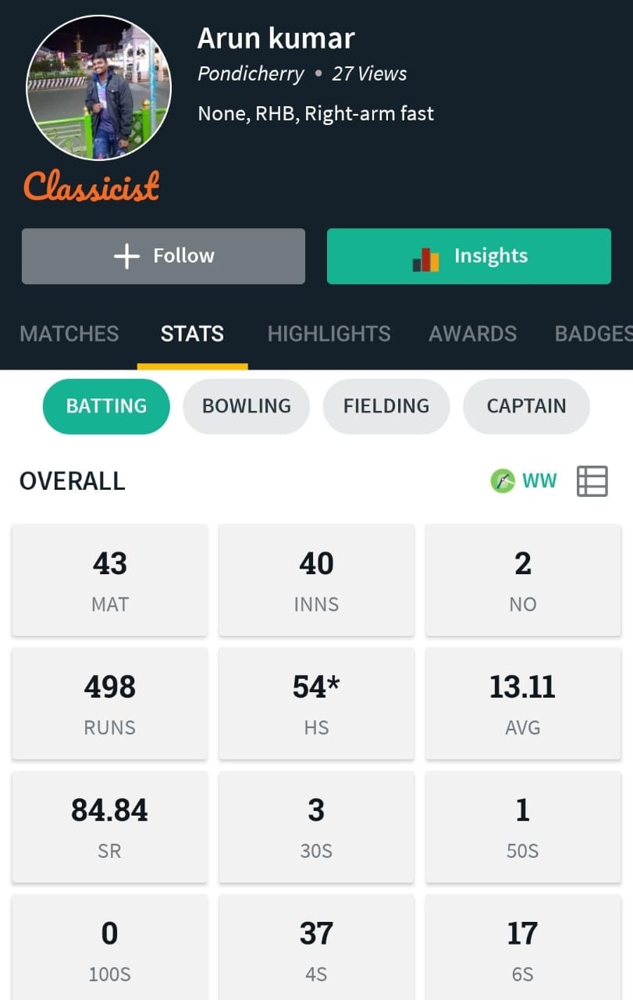 Arun kumar
Pondicherry • 27 Views
None, RHB, Right-arm fast
Classicist
+ Follow
Insights
MATCHES STATS HIGHLIGHTS AWARDS BADGES
BATTING BOWLING FIELDING CAPTAIN
OVERALL WW
43 40 2
MAT INNS NO
498 54* 13.11
RUNS HS AVG
84.84 3 1
SR 30S 50S
0 37 17
100S 4S 6S